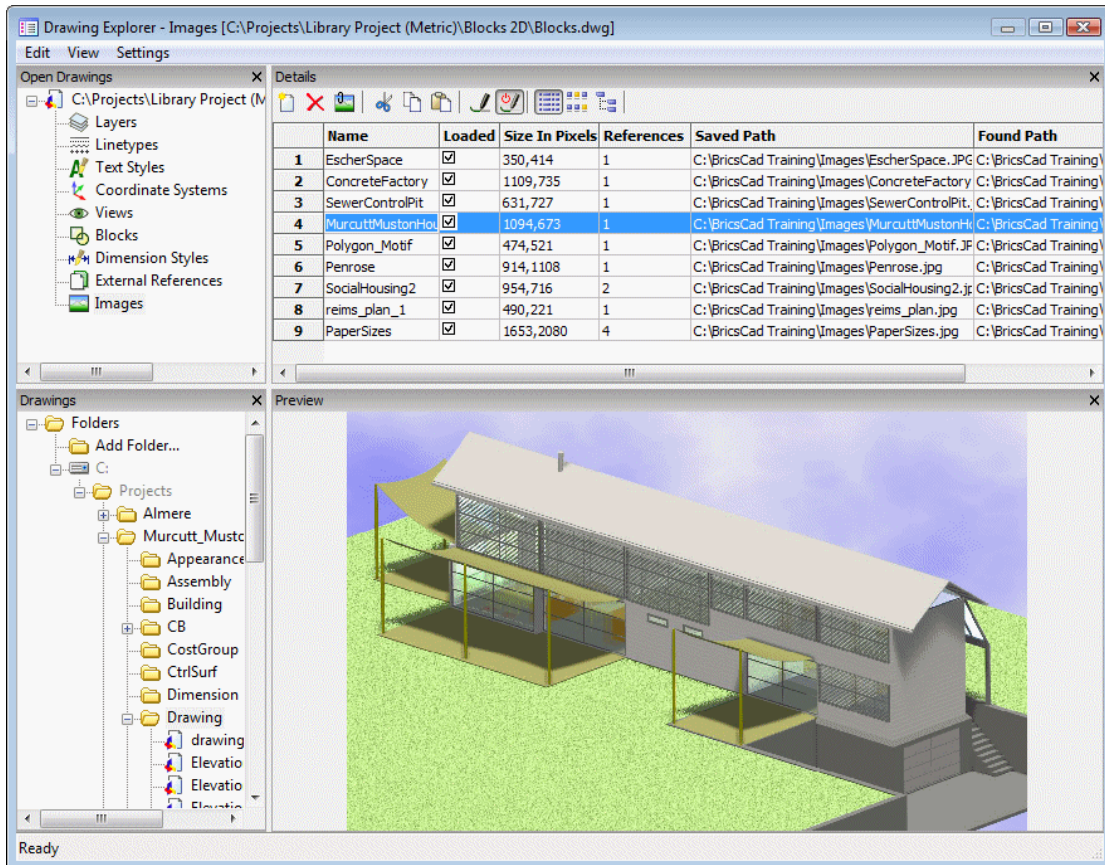 Drawing Explorer - Images [C:\Projects\Library Project (Metric)\Blocks 2D\Blocks.dwg]
Edit View Settings
Open Drawings
C:\Projects\Library Project (M
Layers
Linetypes
Text Styles
Coordinate Systems
Views
Blocks
Dimension Styles
External References
Images
Details
Name Loaded Size In Pixels References Saved Path Found Path
1 EscherSpace 350,414 1 C:\BricsCad Training\Images\EscherSpace.JPG C:\BricsCad Training\
2 ConcreteFactory 1109,735 1 C:\BricsCad Training\Images\ConcreteFactory C:\BricsCad Training\
3 SewerControlPit 631,727 1 C:\BricsCad Training\Images\SewerControlPit. C:\BricsCad Training\
4 MurcuttMustonHou 1094,673 1 C:\BricsCad Training\Images\MurcuttMustonH C:\BricsCad Training\
5 Polygon_Motif 474,521 1 C:\BricsCad Training\Images\Polygon_Motif.JP C:\BricsCad Training\
6 Penrose 914,1108 1 C:\BricsCad Training\Images\Penrose.jpg C:\BricsCad Training\
7 SocialHousing2 954,716 2 C:\BricsCad Training\Images\SocialHousing2.jp C:\BricsCad Training\
8 reims_plan_1 490,221 1 C:\BricsCad Training\Images\reims_plan.jpg C:\BricsCad Training\
9 PaperSizes 1653,2080 4 C:\BricsCad Training\Images\PaperSizes.jpg C:\BricsCad Training\
Drawings
Folders
Add Folder...
C:
Projects
Almere
Murcutt_Mustc
Appearance
Assembly
Building
CB
CostGroup
CtrlSurf
Dimension
Drawing
drawing
Elevatio
Elevatio
Elevatio
Preview
Ready